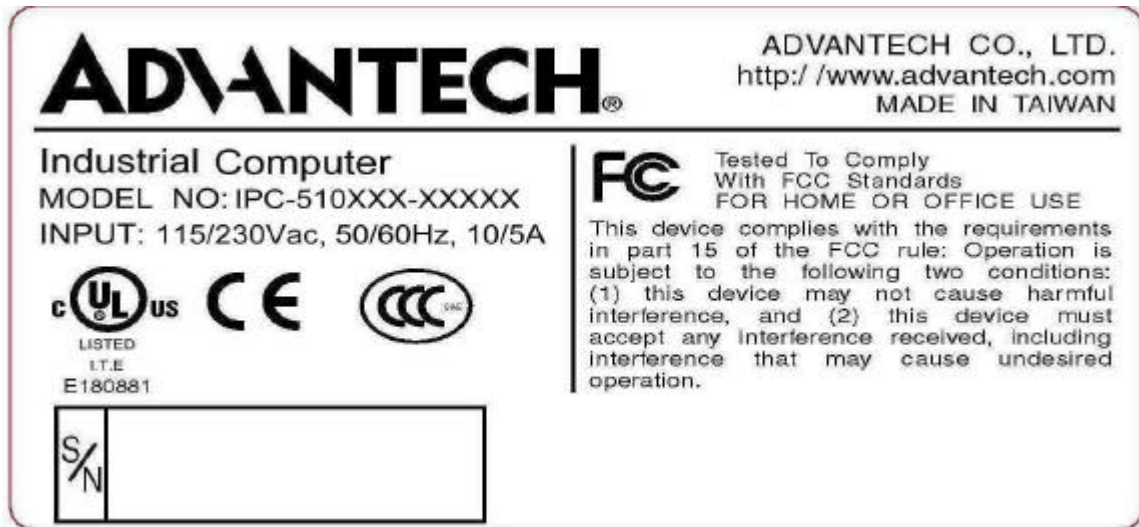 ADVANTECH®
ADVANTECH CO., LTD.
http://www.advantech.com
MADE IN TAIWAN
Industrial Computer
MODEL NO: IPC-510XXX-XXXXX
INPUT: 115/230Vac, 50/60Hz, 10/5A
C UL® US
LISTED
I.T.E
E180881
CE
CCC
S/N
FC
Tested To Comply
With FCC Standards
FOR HOME OR OFFICE USE
This device complies with the requirements
in part 15 of the FCC rule: Operation is
subject to the following two conditions:
(1) this device may not cause harmful
interference, and (2) this device must
accept any interference received, including
interference that may cause undesired
operation.